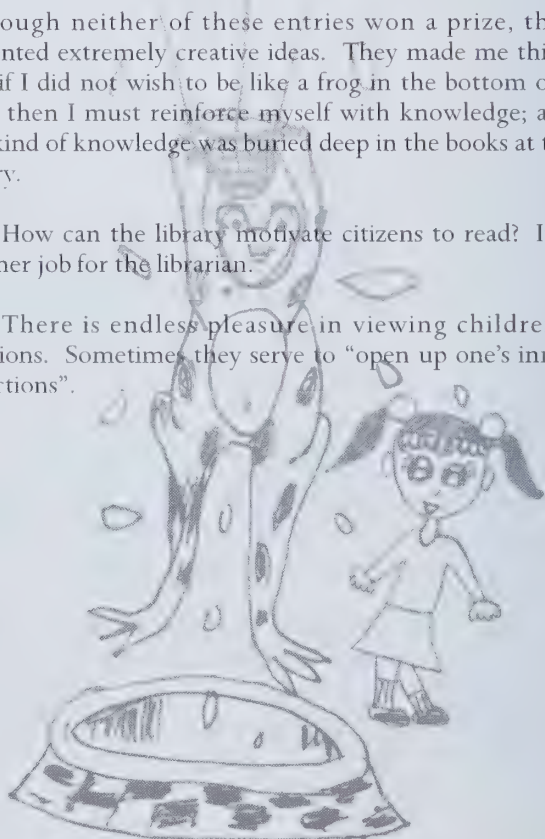 ough neither of these entries won a prize, th
nted extremely creative ideas. They made me thi
if I did not wish to be like a frog in the bottom o
then I must reinforce myself with knowledge; a
kind of knowledge was buried deep in the books at t
ry.
How can the library motivate citizens to read? I
her job for the librarian.
There is endless pleasure in viewing childre
ions. Sometimes they serve to "open up one's inn
ctions".